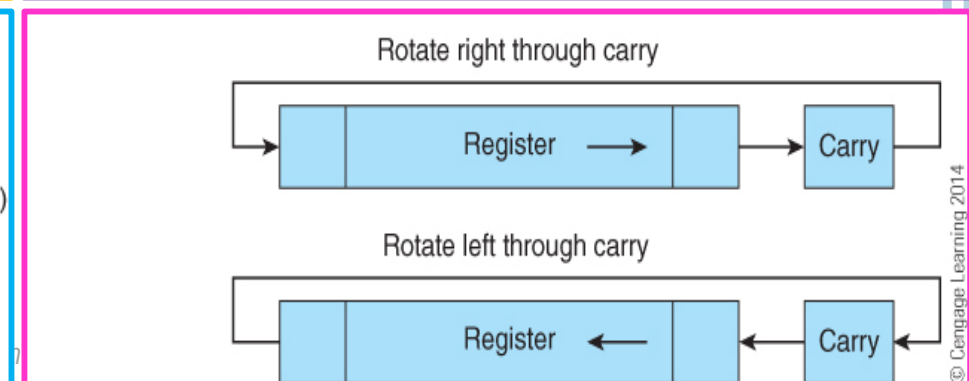 Rotate right through carry
Register
Carry
Rotate left through carry
Register
Carry
)
n
© Cengage Learning 2014